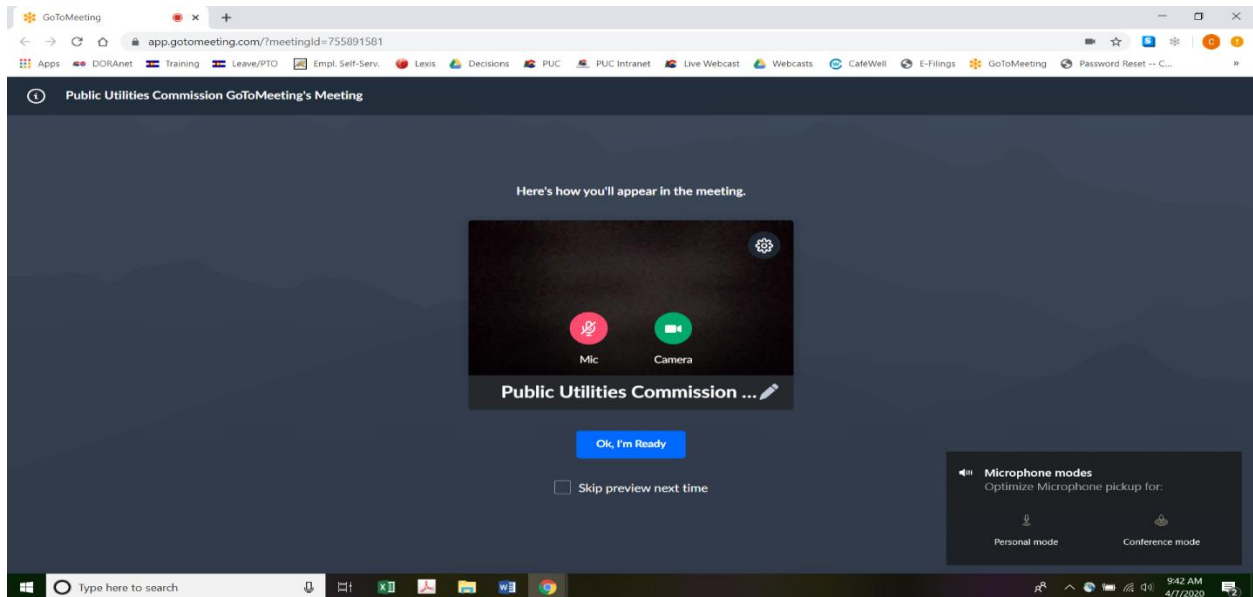 GoToMeeting
app.gotomeeting.com/?meetingId=755891581
Apps DORAnet Training Leave/PTO Empl. Self-Serv. Lexis Decisions PUC PUC Intranet Live Webcast Webcasts CafeWell E-Filings GoToMeeting Password Reset -- C... »
Public Utilities Commission GoToMeeting's Meeting
Here's how you'll appear in the meeting.
Mic Camera
Public Utilities Commission ...
Ok, I'm Ready
Skip preview next time
Microphone modes
Optimize Microphone pickup for:
Personal mode Conference mode
Type here to search
9:42 AM
4/7/2020